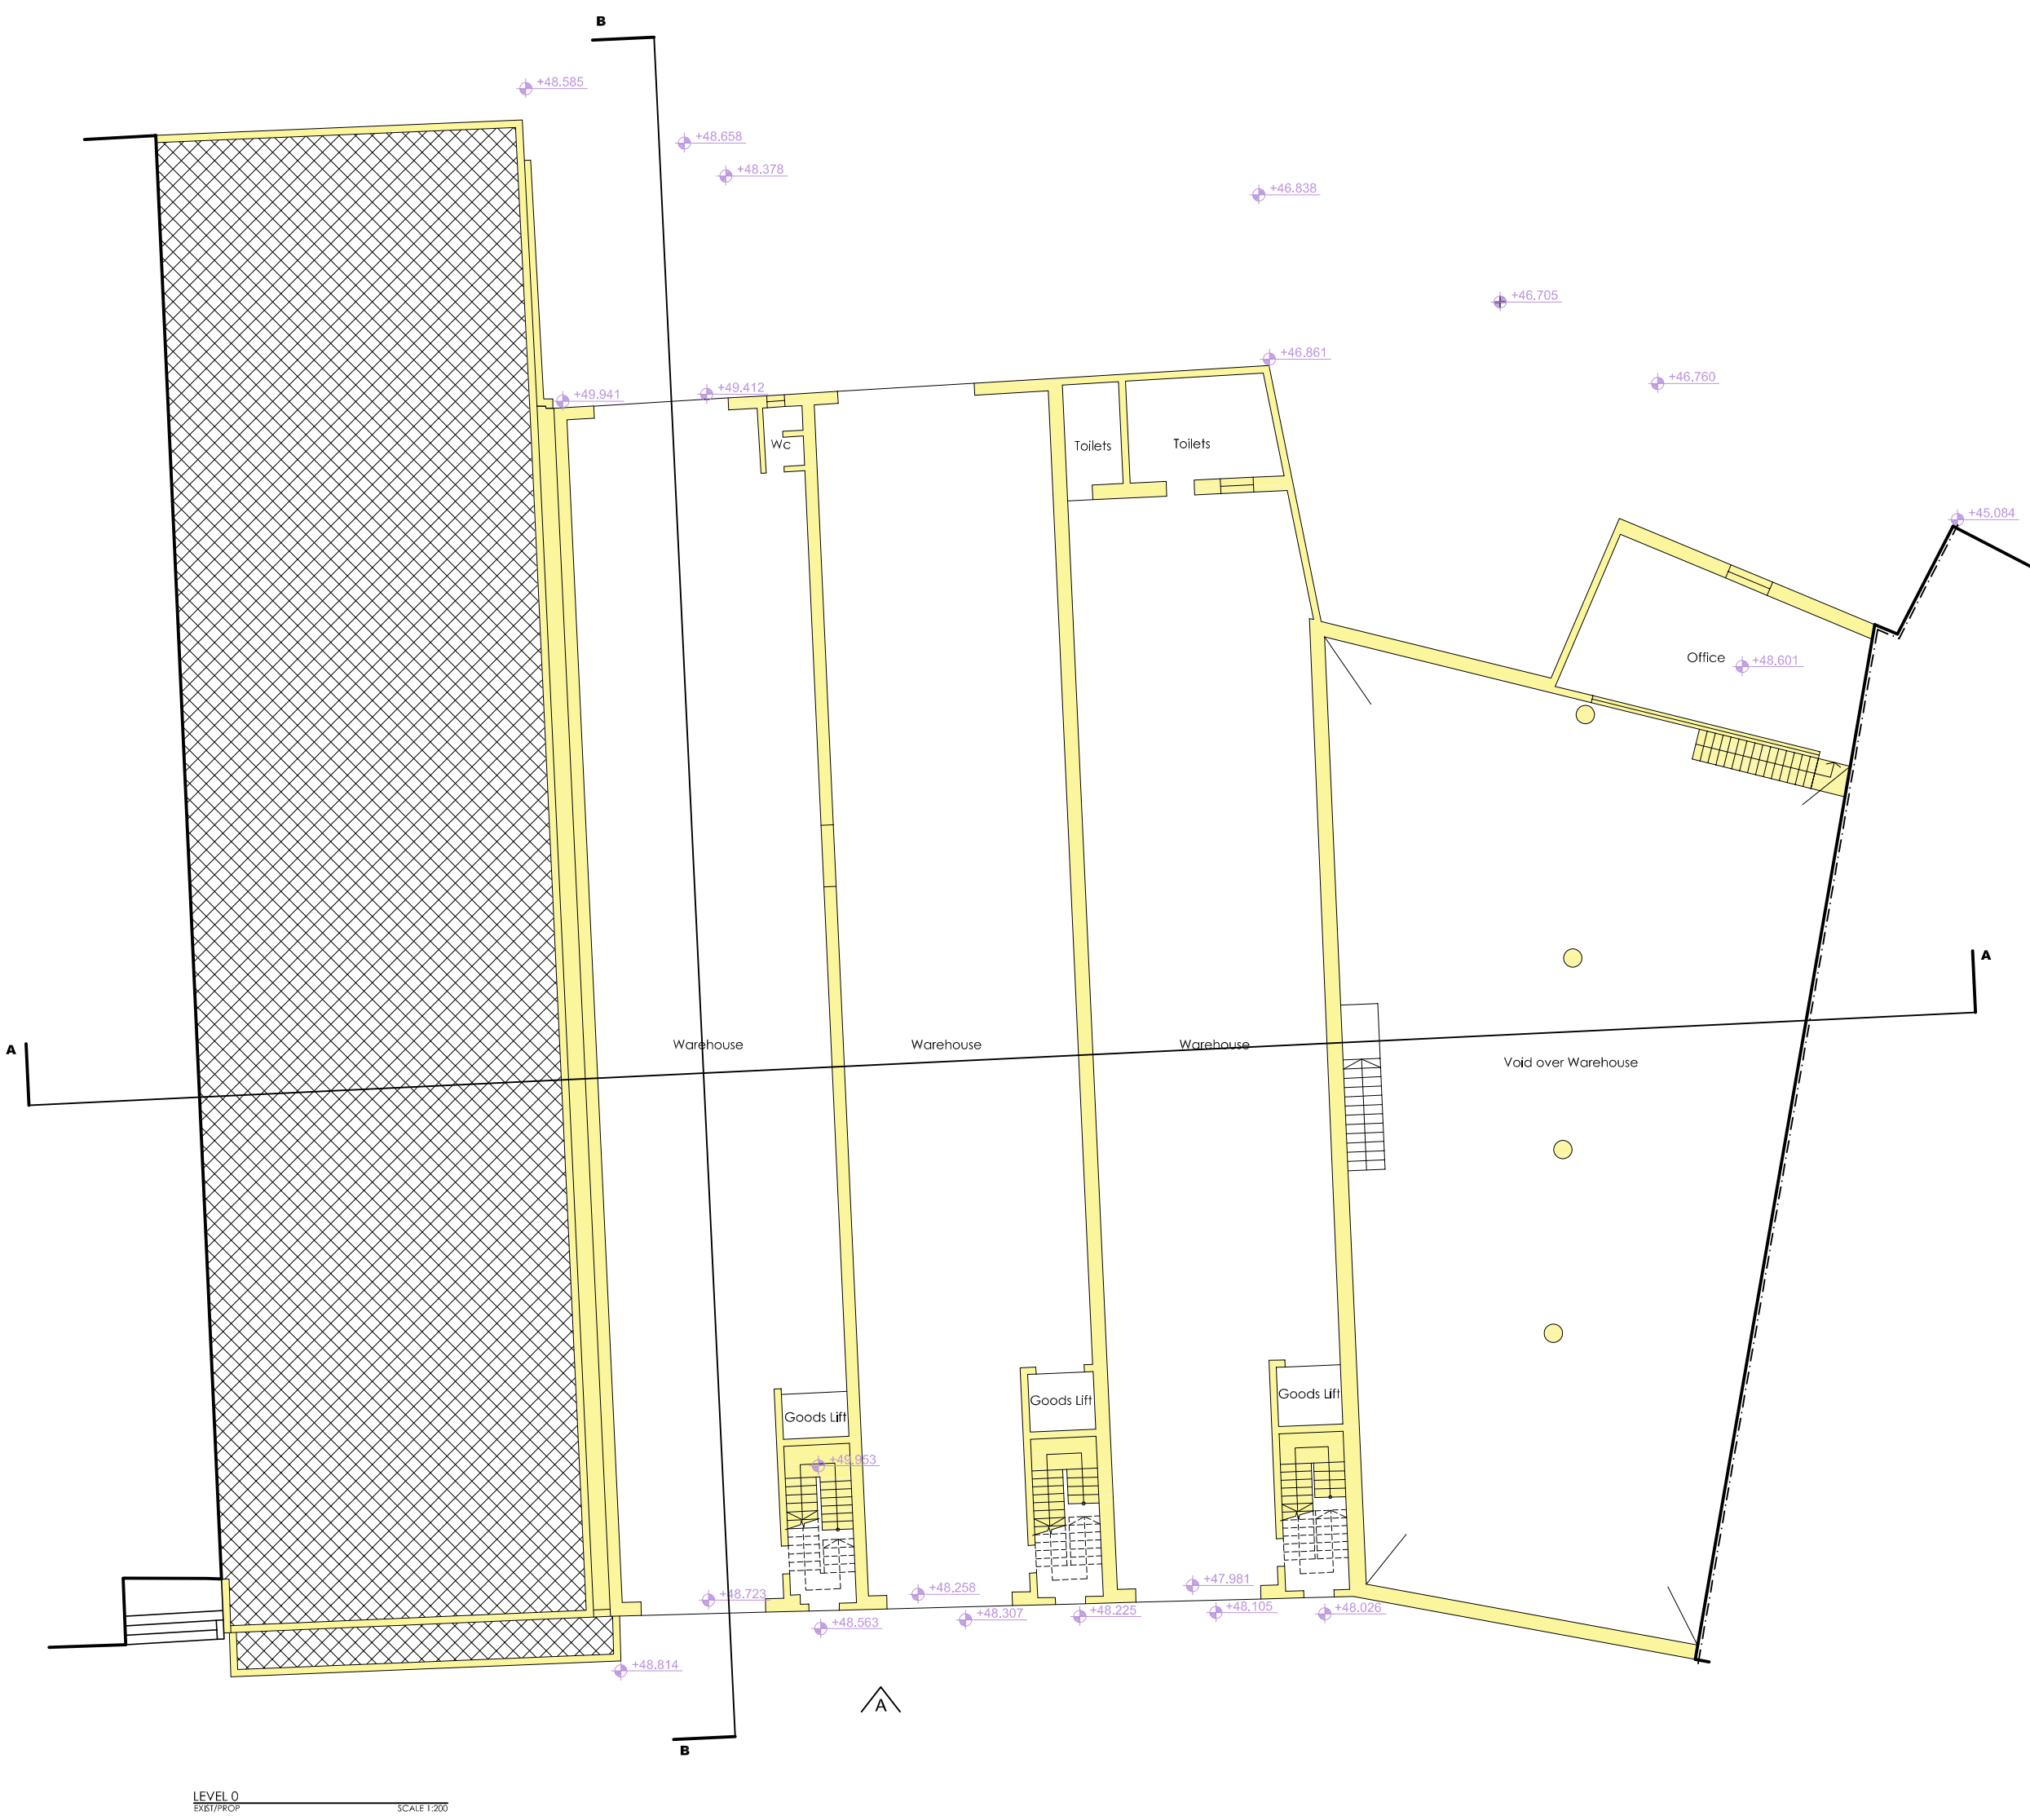 B
+48.585
+48.658
+48.378
+46.838
+46.705
+46.861
+46.760
+49.941
+49.412
Wc
Toilets
Toilets
+45.084
Office
+48.601
A
A
Warehouse
Warehouse
Warehouse
Void over Warehouse
Goods Lift
Goods Lift
Goods Lift
+49.953
+48.723
+48.258
+47.981
+48.563
+48.307
+48.225
+48.105
+48.026
+48.814
A
B
LEVEL 0
EXIST/PROP SCALE 1:200